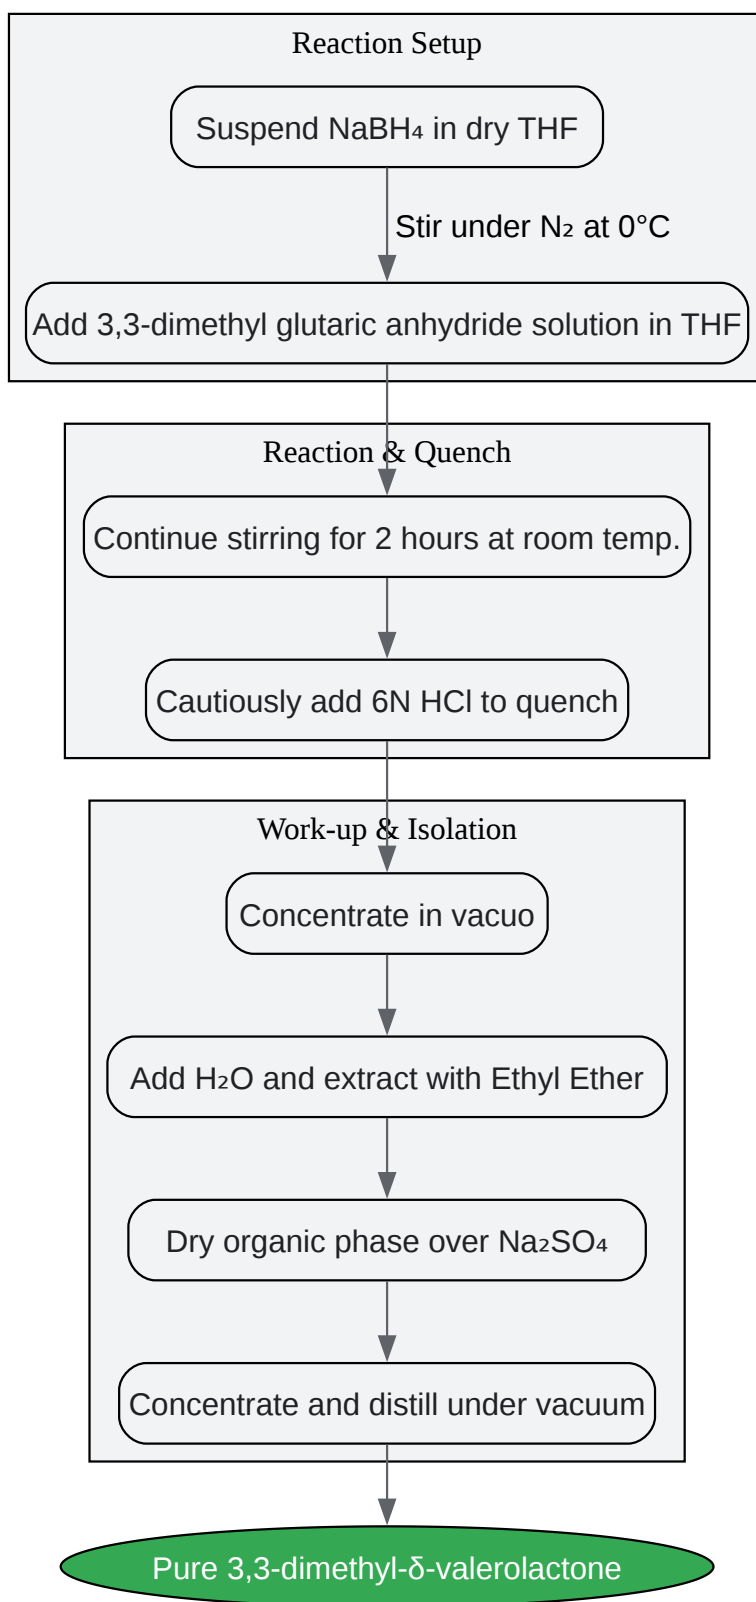 Reaction Setup
Suspend NaBH₄ in dry THF
Stir under N₂ at 0°C
Add 3,3-dimethyl glutaric anhydride solution in THF
Reaction & Quench
Continue stirring for 2 hours at room temp.
Cautiously add 6N HCl to quench
Work-up & Isolation
Concentrate in vacuo
Add H₂O and extract with Ethyl Ether
Dry organic phase over Na₂SO₄
Concentrate and distill under vacuum
Pure 3,3-dimethyl-δ-valerolactone